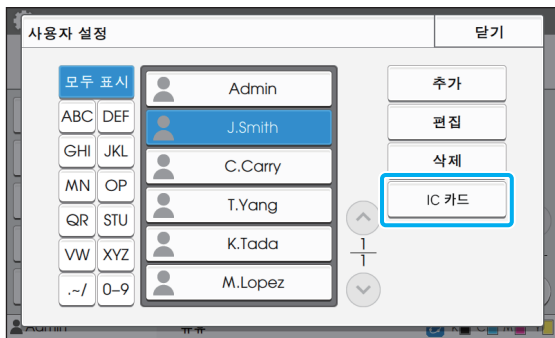 사용자 설정
닫기
모두 표시
ABC DEF
GHI JKL
MN OP
QR STU
VW XYZ
.~/ 0–9
Admin
J.Smith
C.Carry
T.Yang
K.Tada
M.Lopez
1
1
추가
편집
삭제
IC 카드
Admin
K C M Y